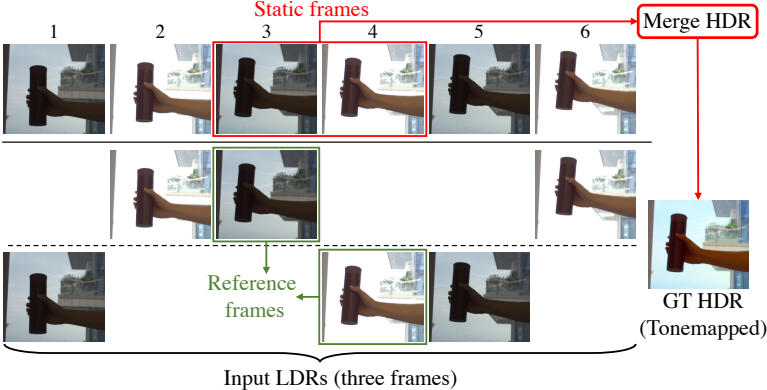 Static frames
Merge HDR
1 2 3 4 5 6
Reference
frames
GT HDR
(Tonemapped)
Input LDRs (three frames)